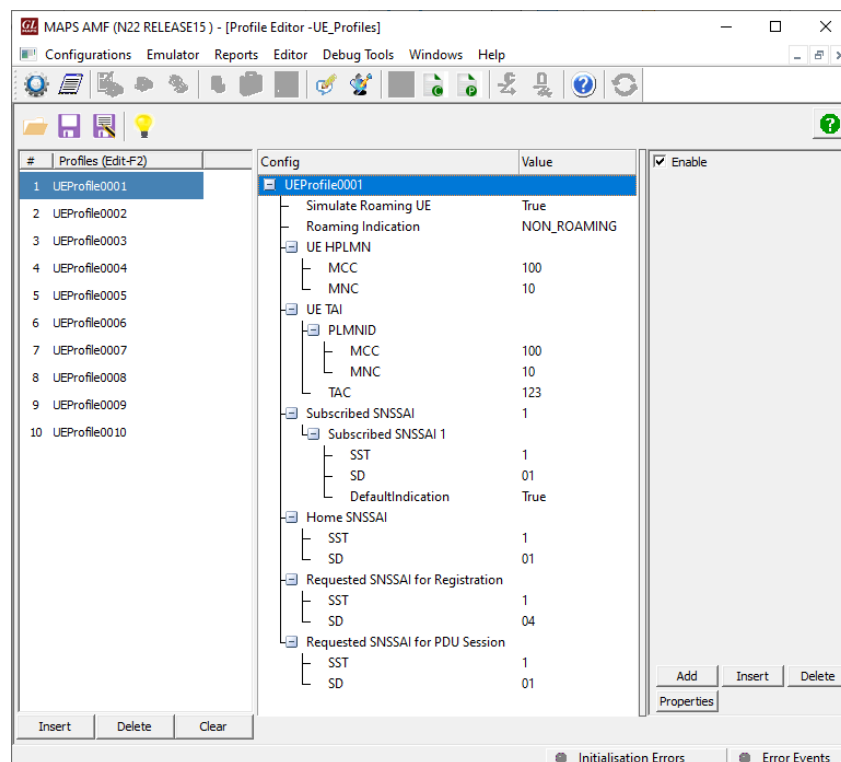 GL MAPS MAPS AMF (N22 RELEASE15 ) - [Profile Editor -UE_Profiles]
Configurations Emulator Reports Editor Debug Tools Windows Help
# Profiles (Edit-F2)
1 UEProfile0001
2 UEProfile0002
3 UEProfile0003
4 UEProfile0004
5 UEProfile0005
6 UEProfile0006
7 UEProfile0007
8 UEProfile0008
9 UEProfile0009
10 UEProfile0010
Insert Delete Clear
Config Value
UEProfile0001
Simulate Roaming UE True
Roaming Indication NON_ROAMING
UE HPLMN
MCC 100
MNC 10
UE TAI
PLMNID
MCC 100
MNC 10
TAC 123
Subscribed SNSSAI 1
Subscribed SNSSAI 1
SST 1
SD 01
DefaultIndication True
Home SNSSAI
SST 1
SD 01
Requested SNSSAI for Registration
SST 1
SD 04
Requested SNSSAI for PDU Session
SST 1
SD 01
Enable
Add Insert Delete
Properties
Initialisation Errors Error Events